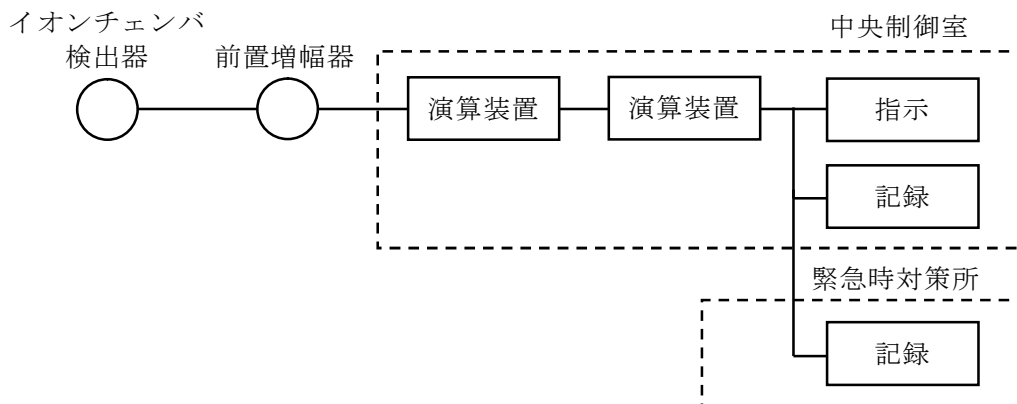 イオンチェンバ
検出器
前置増幅器
中央制御室
演算装置
演算装置
指示
記録
緊急時対策所
記録